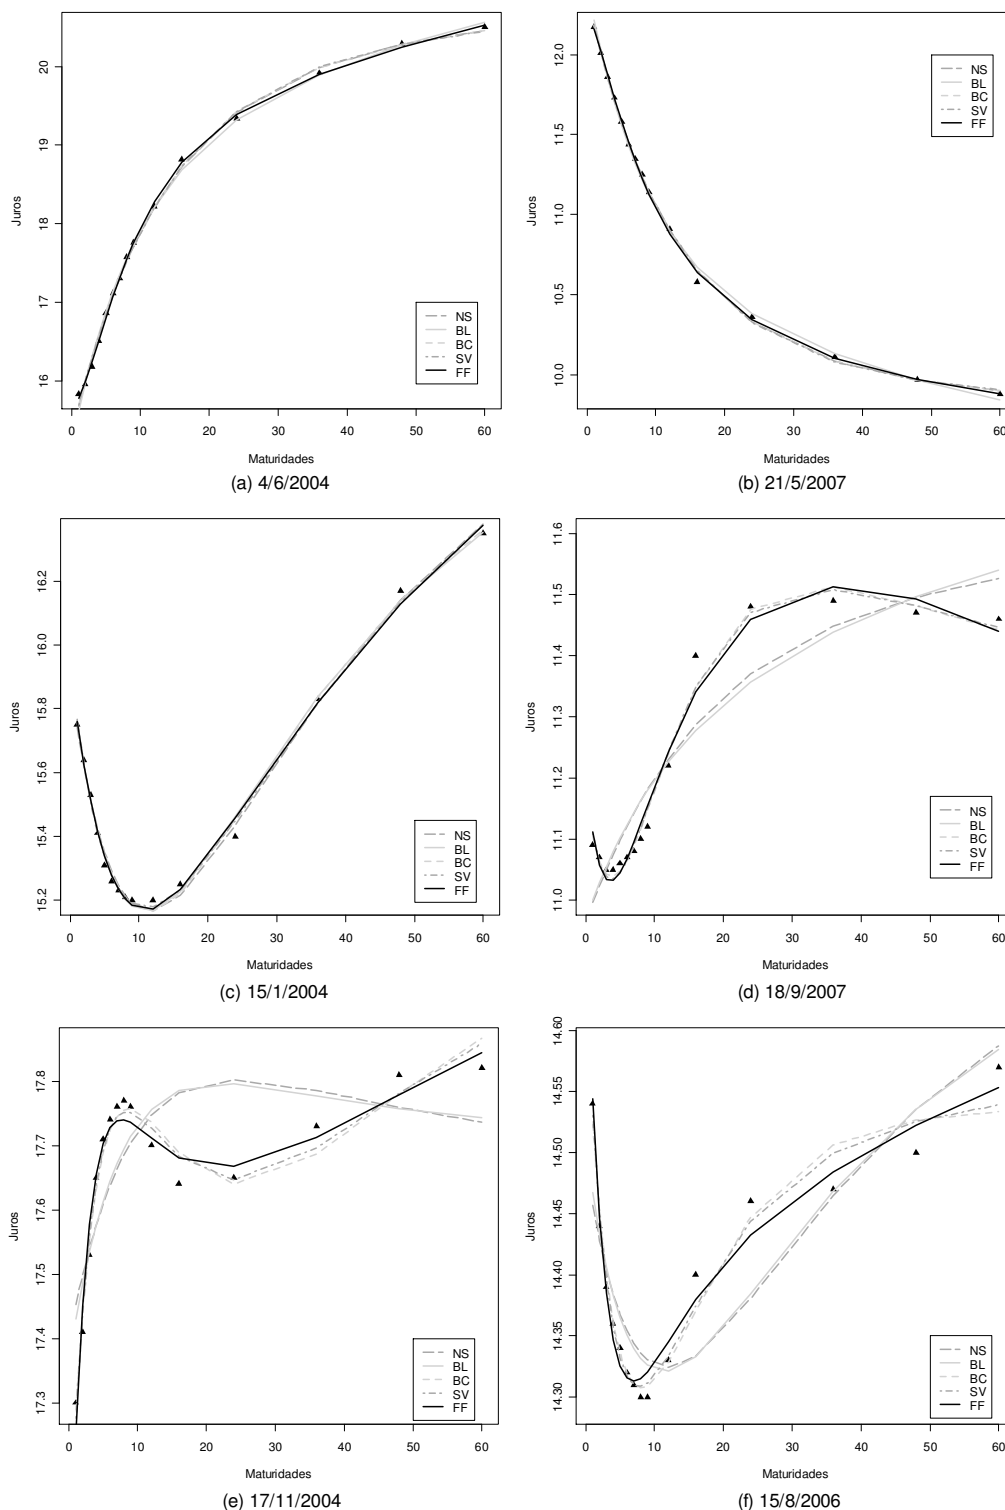 20
19
18
17
16
Juros
NS
BL
BC
SV
FF
0 10 20 30 40 50 60
Maturidades
(a) 4/6/2004
12.0
11.5
11.0
10.5
10.0
Juros
NS
BL
BC
SV
FF
0 10 20 30 40 50 60
Maturidades
(b) 21/5/2007
16.2
16.0
15.8
15.6
15.4
15.2
Juros
NS
BL
BC
SV
FF
0 10 20 30 40 50 60
Maturidades
(c) 15/1/2004
11.6
11.5
11.4
11.3
11.2
11.1
11.0
Juros
NS
BL
BC
SV
FF
0 10 20 30 40 50 60
Maturidades
(d) 18/9/2007
17.8
17.7
17.6
17.5
17.4
17.3
Juros
NS
BL
BC
SV
FF
0 10 20 30 40 50 60
Maturidades
(e) 17/11/2004
14.60
14.55
14.50
14.45
14.40
14.35
14.30
Juros
NS
BL
BC
SV
FF
0 10 20 30 40 50 60
Maturidades
(f) 15/8/2006